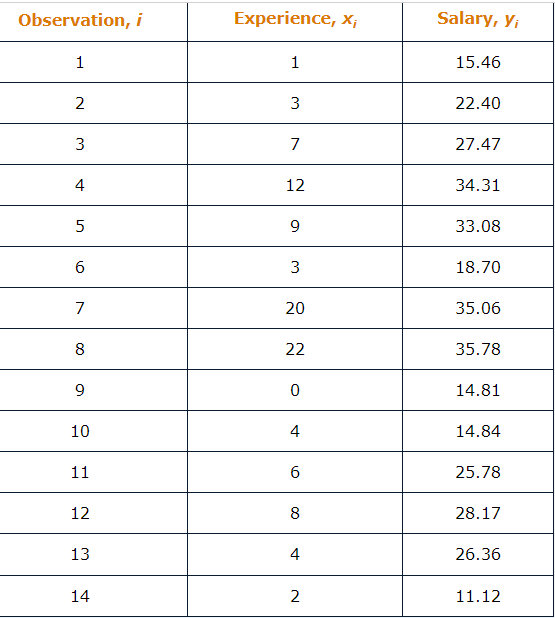 Observation, i Experience, xi Salary, yi
1 1 15.46
2 3 22.40
3 7 27.47
4 12 34.31
5 9 33.08
6 3 18.70
7 20 35.06
8 22 35.78
9 0 14.81
10 4 14.84
11 6 25.78
12 8 28.17
13 4 26.36
14 2 11.12